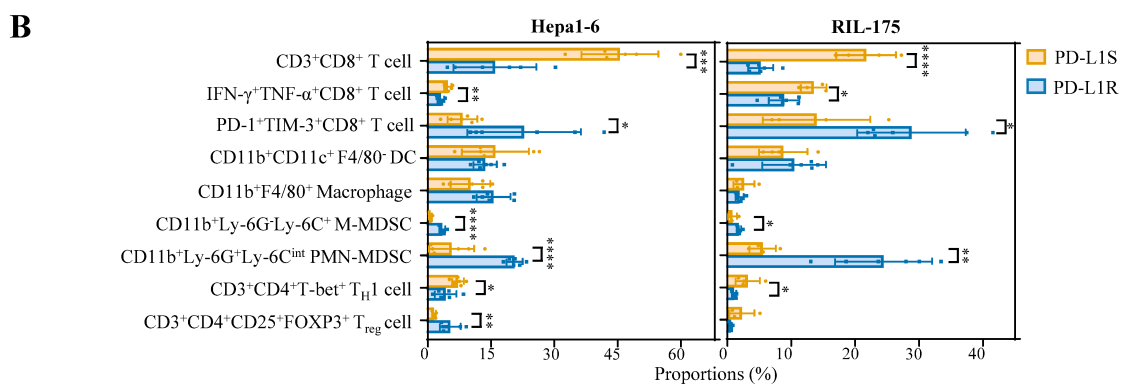 B
Hepa1-6 RIL-175
CD3⁺CD8⁺ T cell *** ****
IFN-γ⁺TNF-α⁺CD8⁺ T cell ** *
PD-1⁺TIM-3⁺CD8⁺ T cell * *
CD11b⁺CD11c⁺ F4/80⁻ DC
CD11b⁺F4/80⁺ Macrophage
CD11b⁺Ly-6G⁻Ly-6C⁺ M-MDSC **** *
CD11b⁺Ly-6G⁺Ly-6Cⁱⁿᵗ PMN-MDSC **** **
CD3⁺CD4⁺T-bet⁺ T_H1 cell * *
CD3⁺CD4⁺CD25⁺FOXP3⁺ T_reg cell **
PD-L1S
PD-L1R
0 15 30 45 60 0 10 20 30 40
Proportions (%)